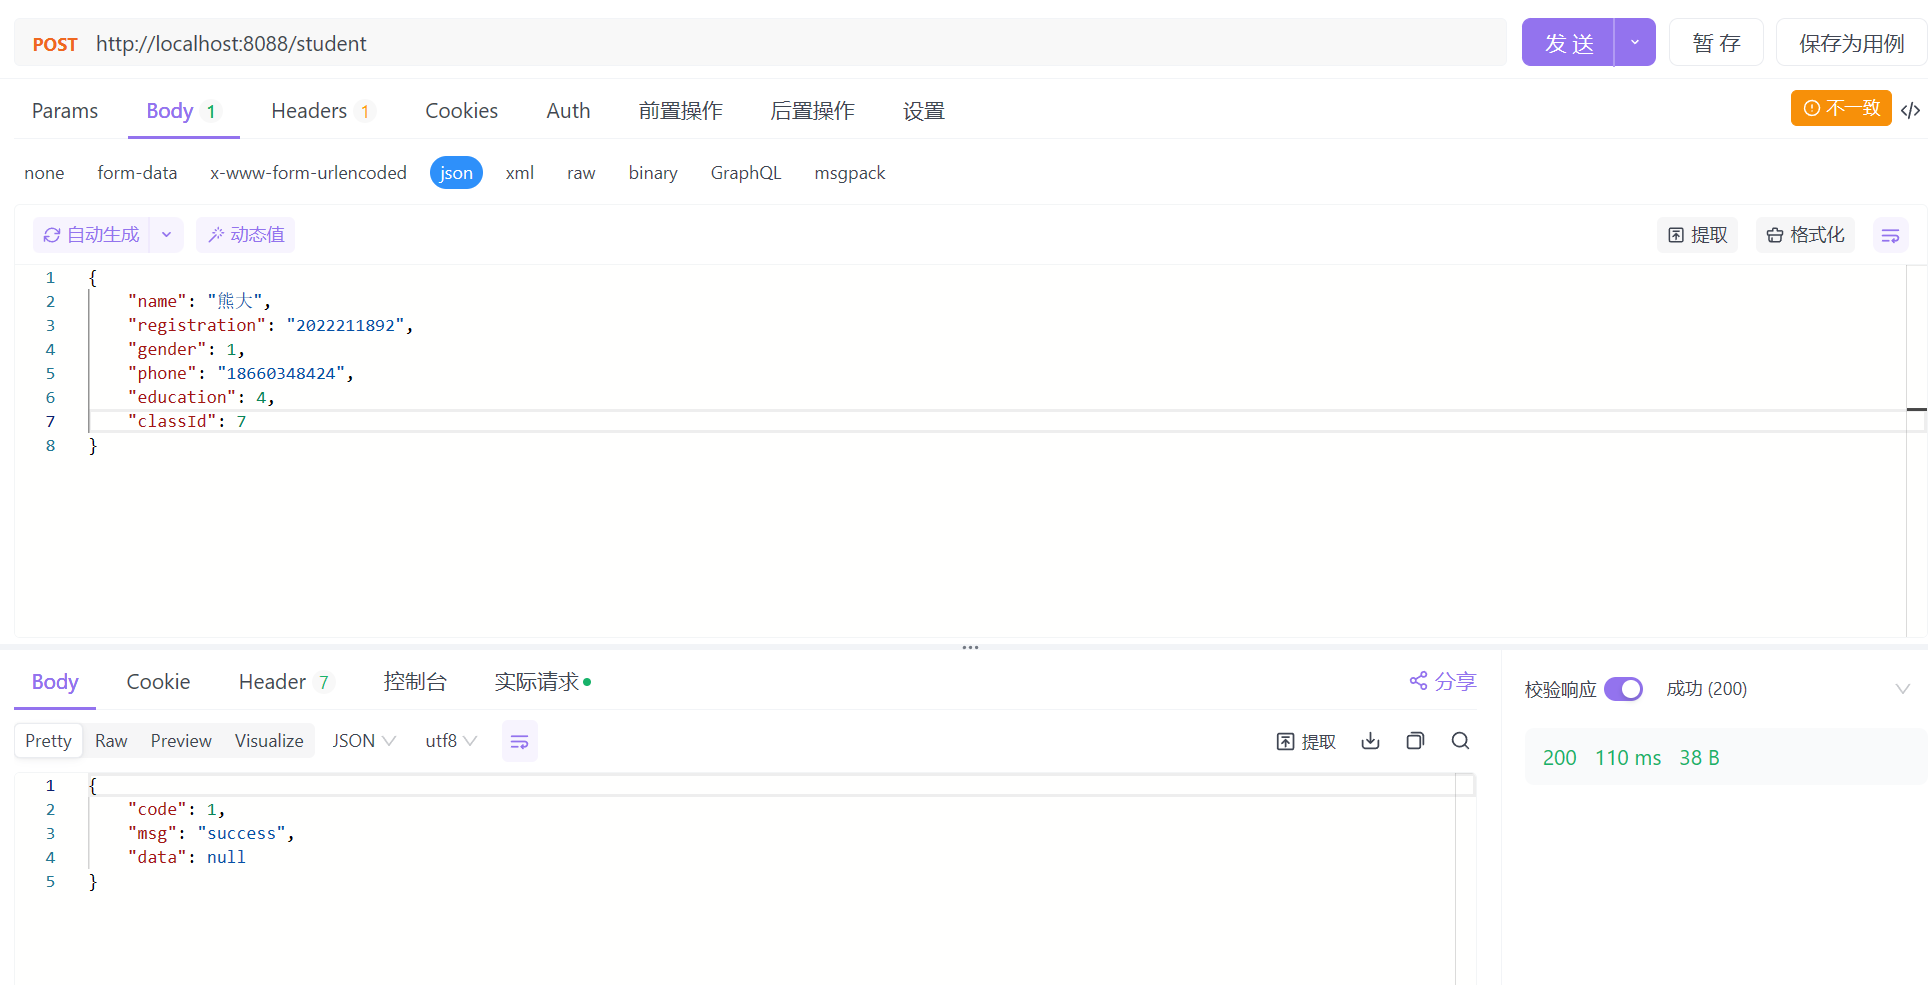 POST http://localhost:8088/student 发 送 暂 存 保存为用例
Params Body 1 Headers 1 Cookies Auth 前置操作 后置操作 设置 不一致 </>
none form-data x-www-form-urlencoded json xml raw binary GraphQL msgpack
自动生成 动态值 提取 格式化
1 {
2 "name": "熊大",
3 "registration": "2022211892",
4 "gender": 1,
5 "phone": "18660348424",
6 "education": 4,
7 "classId": 7
8 }
Body Cookie Header 7 控制台 实际请求 分享 校验响应 成功 (200)
Pretty Raw Preview Visualize JSON utf8 提取
200 110 ms 38 B
1 {
2 "code": 1,
3 "msg": "success",
4 "data": null
5 }